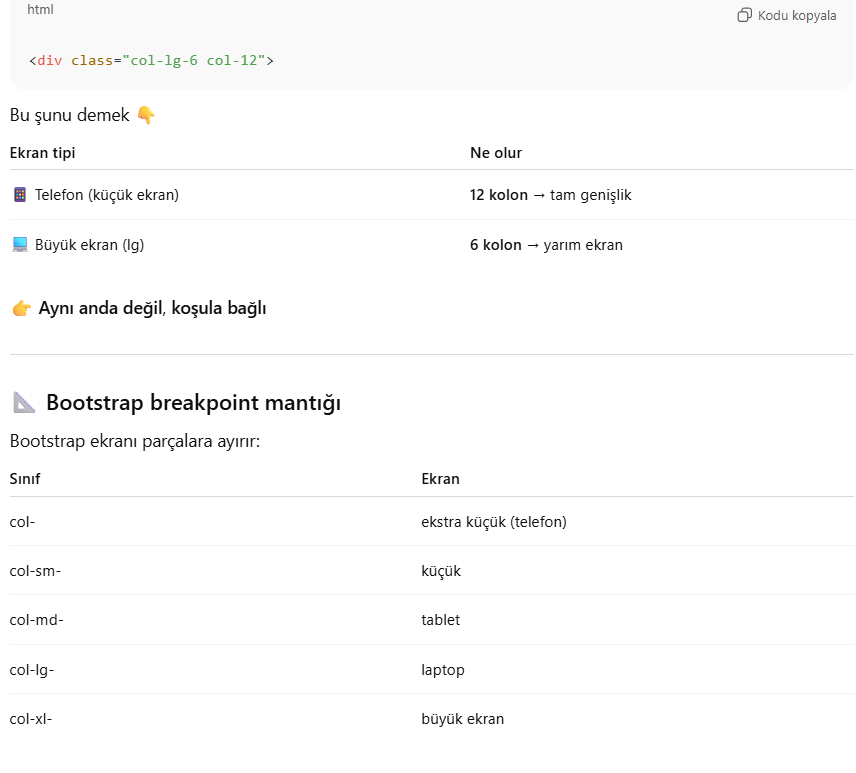 html
Kodu kopyala
<div class="col-lg-6 col-12">
Bu şunu demek 👇
Ekran tipi Ne olur
📱 Telefon (küçük ekran) 12 kolon → tam genişlik
💻 Büyük ekran (lg) 6 kolon → yarım ekran
👉 Aynı anda değil, koşula bağlı
📐 Bootstrap breakpoint mantığı
Bootstrap ekranı parçalara ayırır:
Sınıf Ekran
col- ekstra küçük (telefon)
col-sm- küçük
col-md- tablet
col-lg- laptop
col-xl- büyük ekran